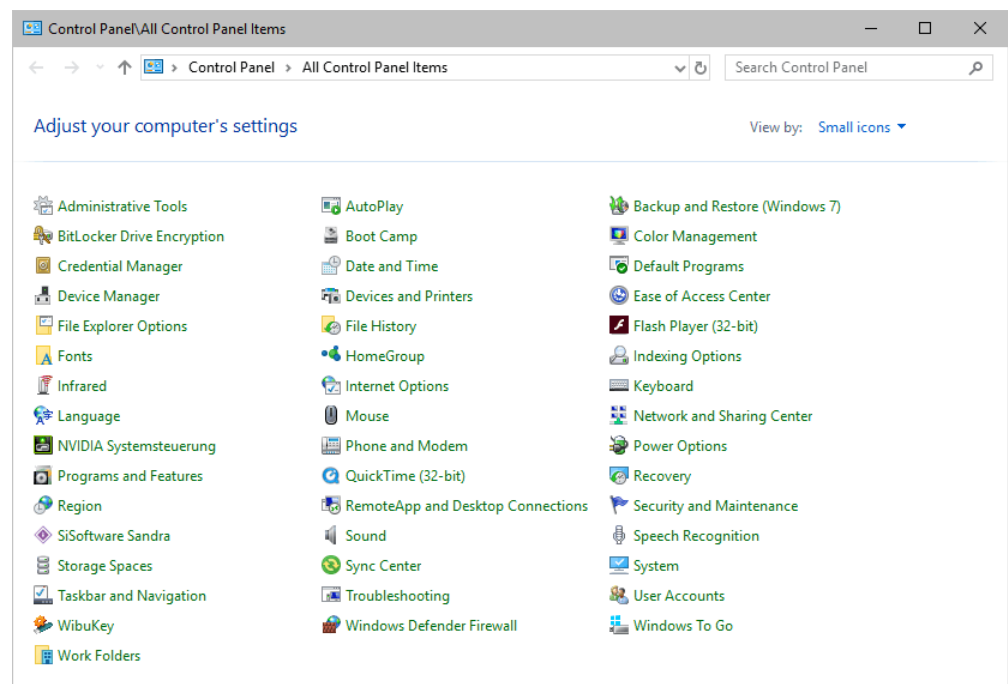 Control Panel\All Control Panel Items
Control Panel > All Control Panel Items
Search Control Panel
Adjust your computer's settings
View by: Small icons
Administrative Tools AutoPlay Backup and Restore (Windows 7)
BitLocker Drive Encryption Boot Camp Color Management
Credential Manager Date and Time Default Programs
Device Manager Devices and Printers Ease of Access Center
File Explorer Options File History Flash Player (32-bit)
Fonts HomeGroup Indexing Options
Infrared Internet Options Keyboard
Language Mouse Network and Sharing Center
NVIDIA Systemsteuerung Phone and Modem Power Options
Programs and Features QuickTime (32-bit) Recovery
Region RemoteApp and Desktop Connections Security and Maintenance
SiSoftware Sandra Sound Speech Recognition
Storage Spaces Sync Center System
Taskbar and Navigation Troubleshooting User Accounts
WibuKey Windows Defender Firewall Windows To Go
Work Folders